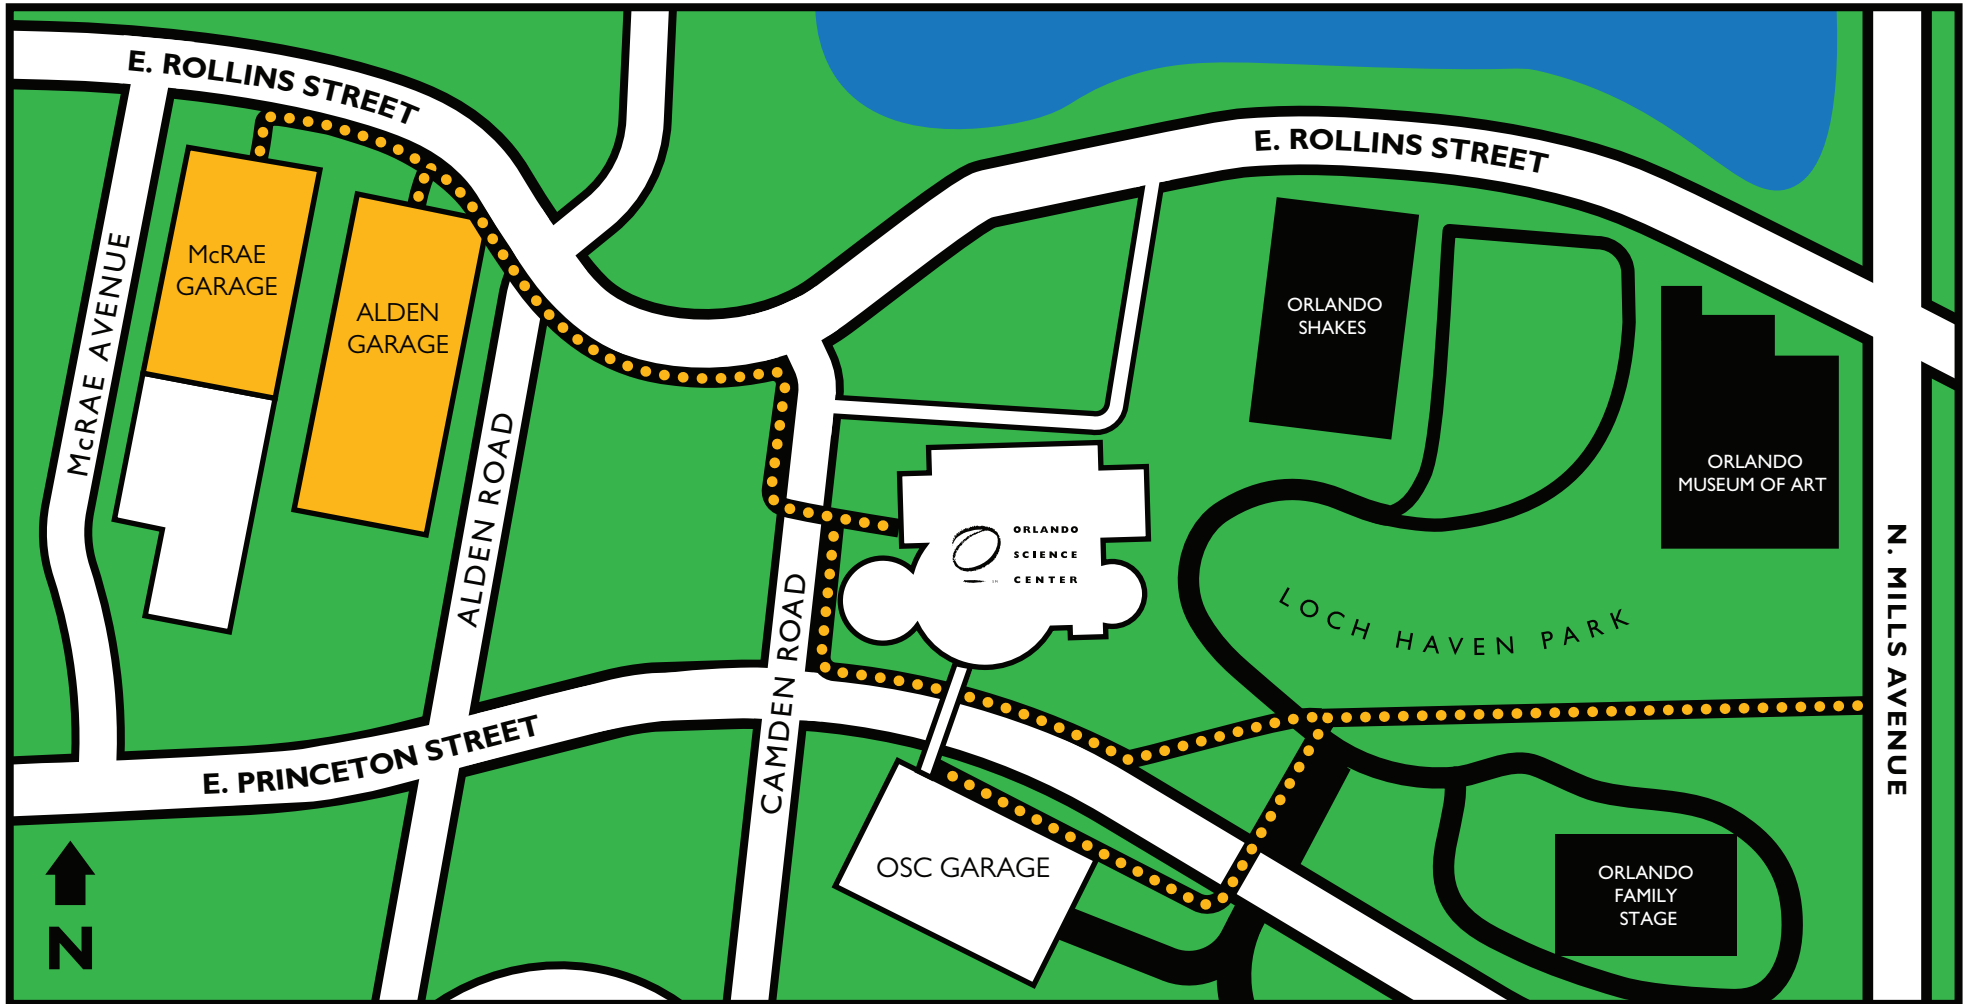 E. ROLLINS STREET
E. ROLLINS STREET
McRAE
GARAGE
ALDEN
GARAGE
McRAE AVENUE
ALDEN ROAD
ORLANDO
SHAKES
ORLANDO
MUSEUM OF ART
ORLANDO
SCIENCE
CENTER
LOCH HAVEN PARK
N. MILLS AVENUE
CAMDEN ROAD
E. PRINCETON STREET
OSC GARAGE
ORLANDO
FAMILY
STAGE
N